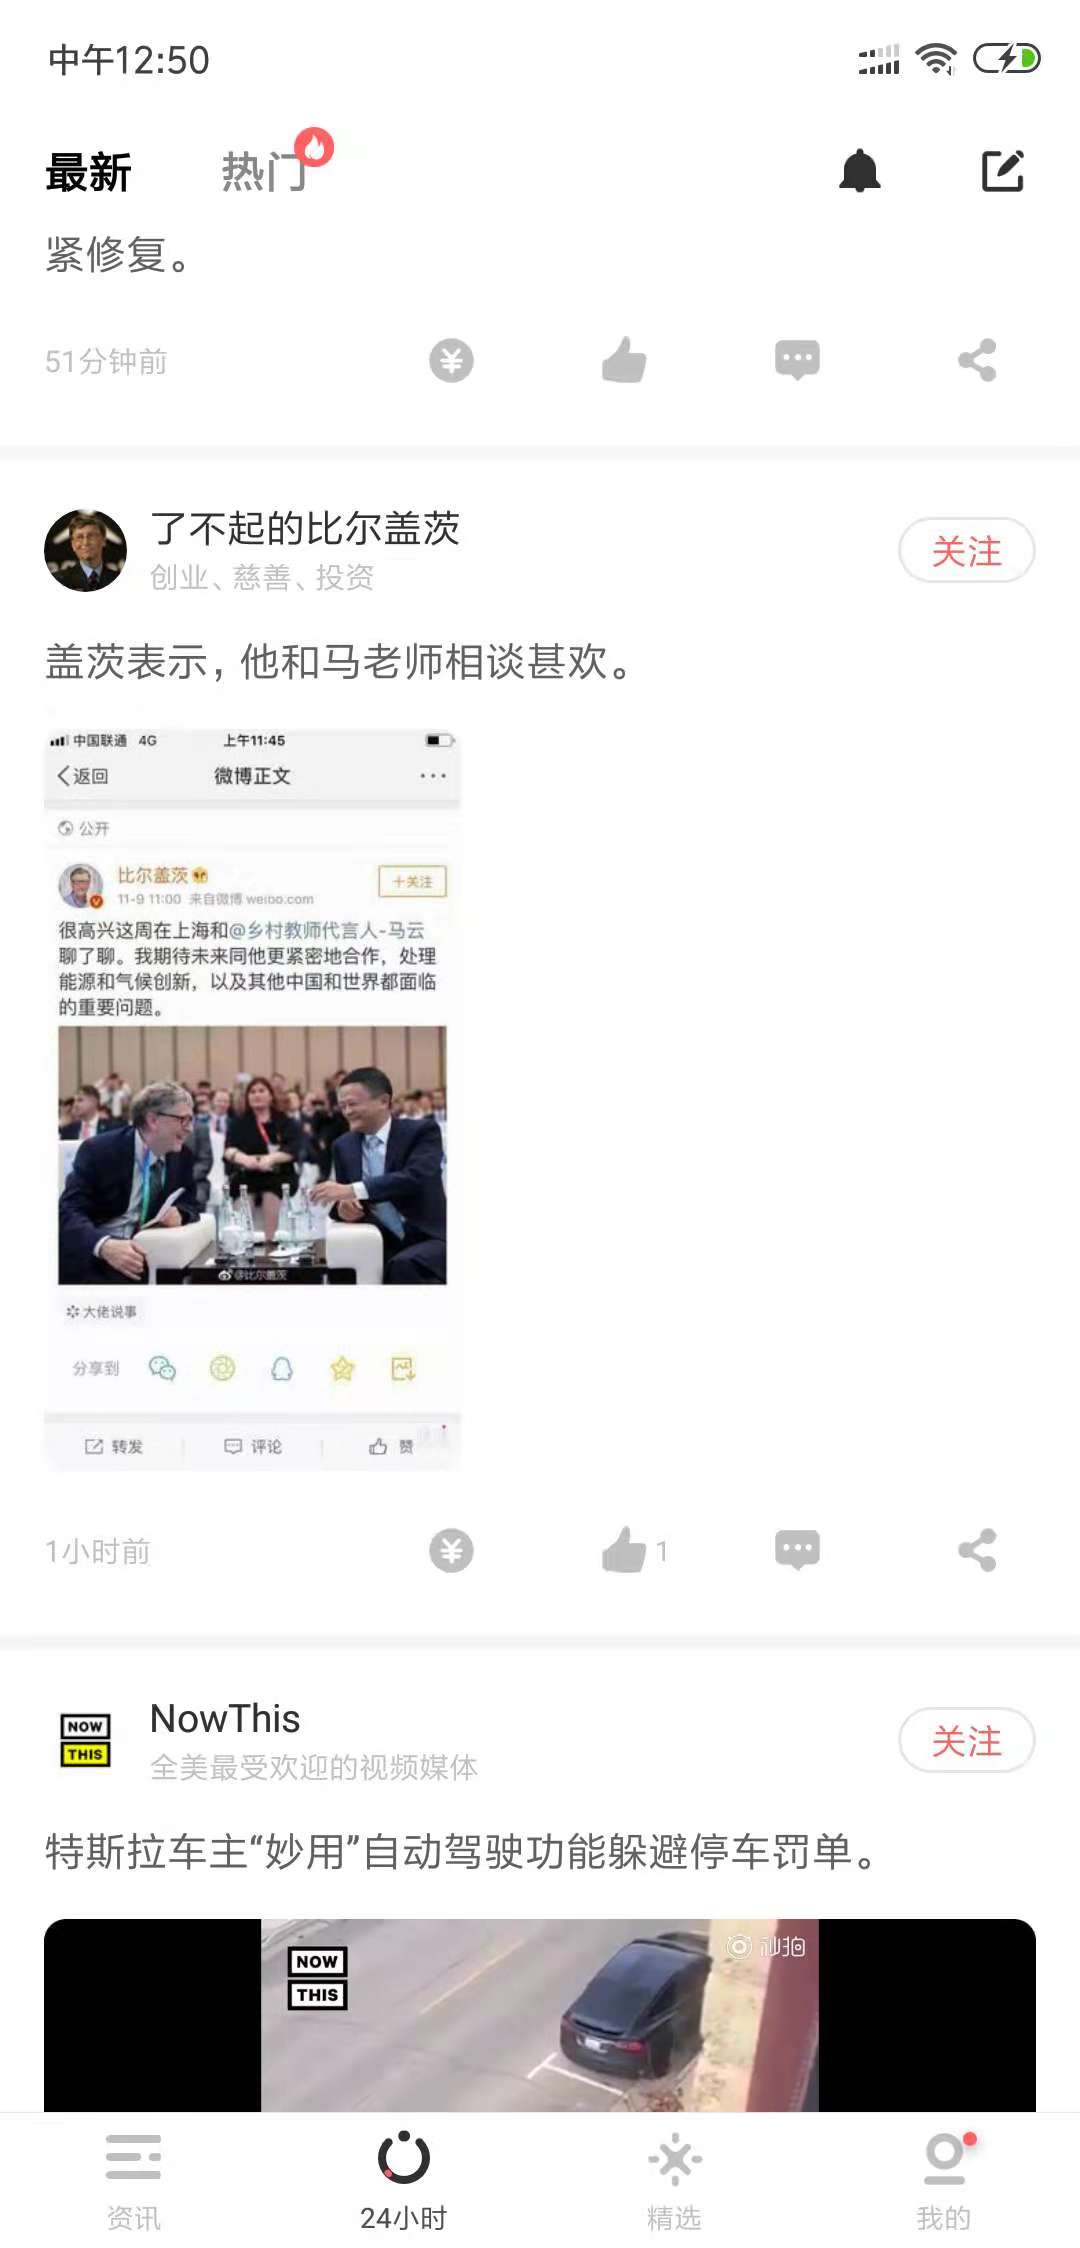 中午12:50
最新 热门
紧修复。
51分钟前
了不起的比尔盖茨
创业、慈善、投资
关注
盖茨表示，他和马老师相谈甚欢。
中国联通 4G 上午11:45
返回 微博正文
公开
比尔盖茨
+关注
11-9 11:00 来自微博 weibo.com
很高兴这周在上海和@乡村教师代言人-马云
聊了聊。我期待未来同他更紧密地合作，处理
能源和气候创新，以及其他中国和世界都面临
的重要问题。
@比尔盖茨
大佬说事
分享到
转发 评论 赞
1小时前 1
NOW
THIS
NowThis
全美最受欢迎的视频媒体
关注
特斯拉车主“妙用”自动驾驶功能躲避停车罚单。
NOW
THIS
秒拍
资讯 24小时 精选 我的